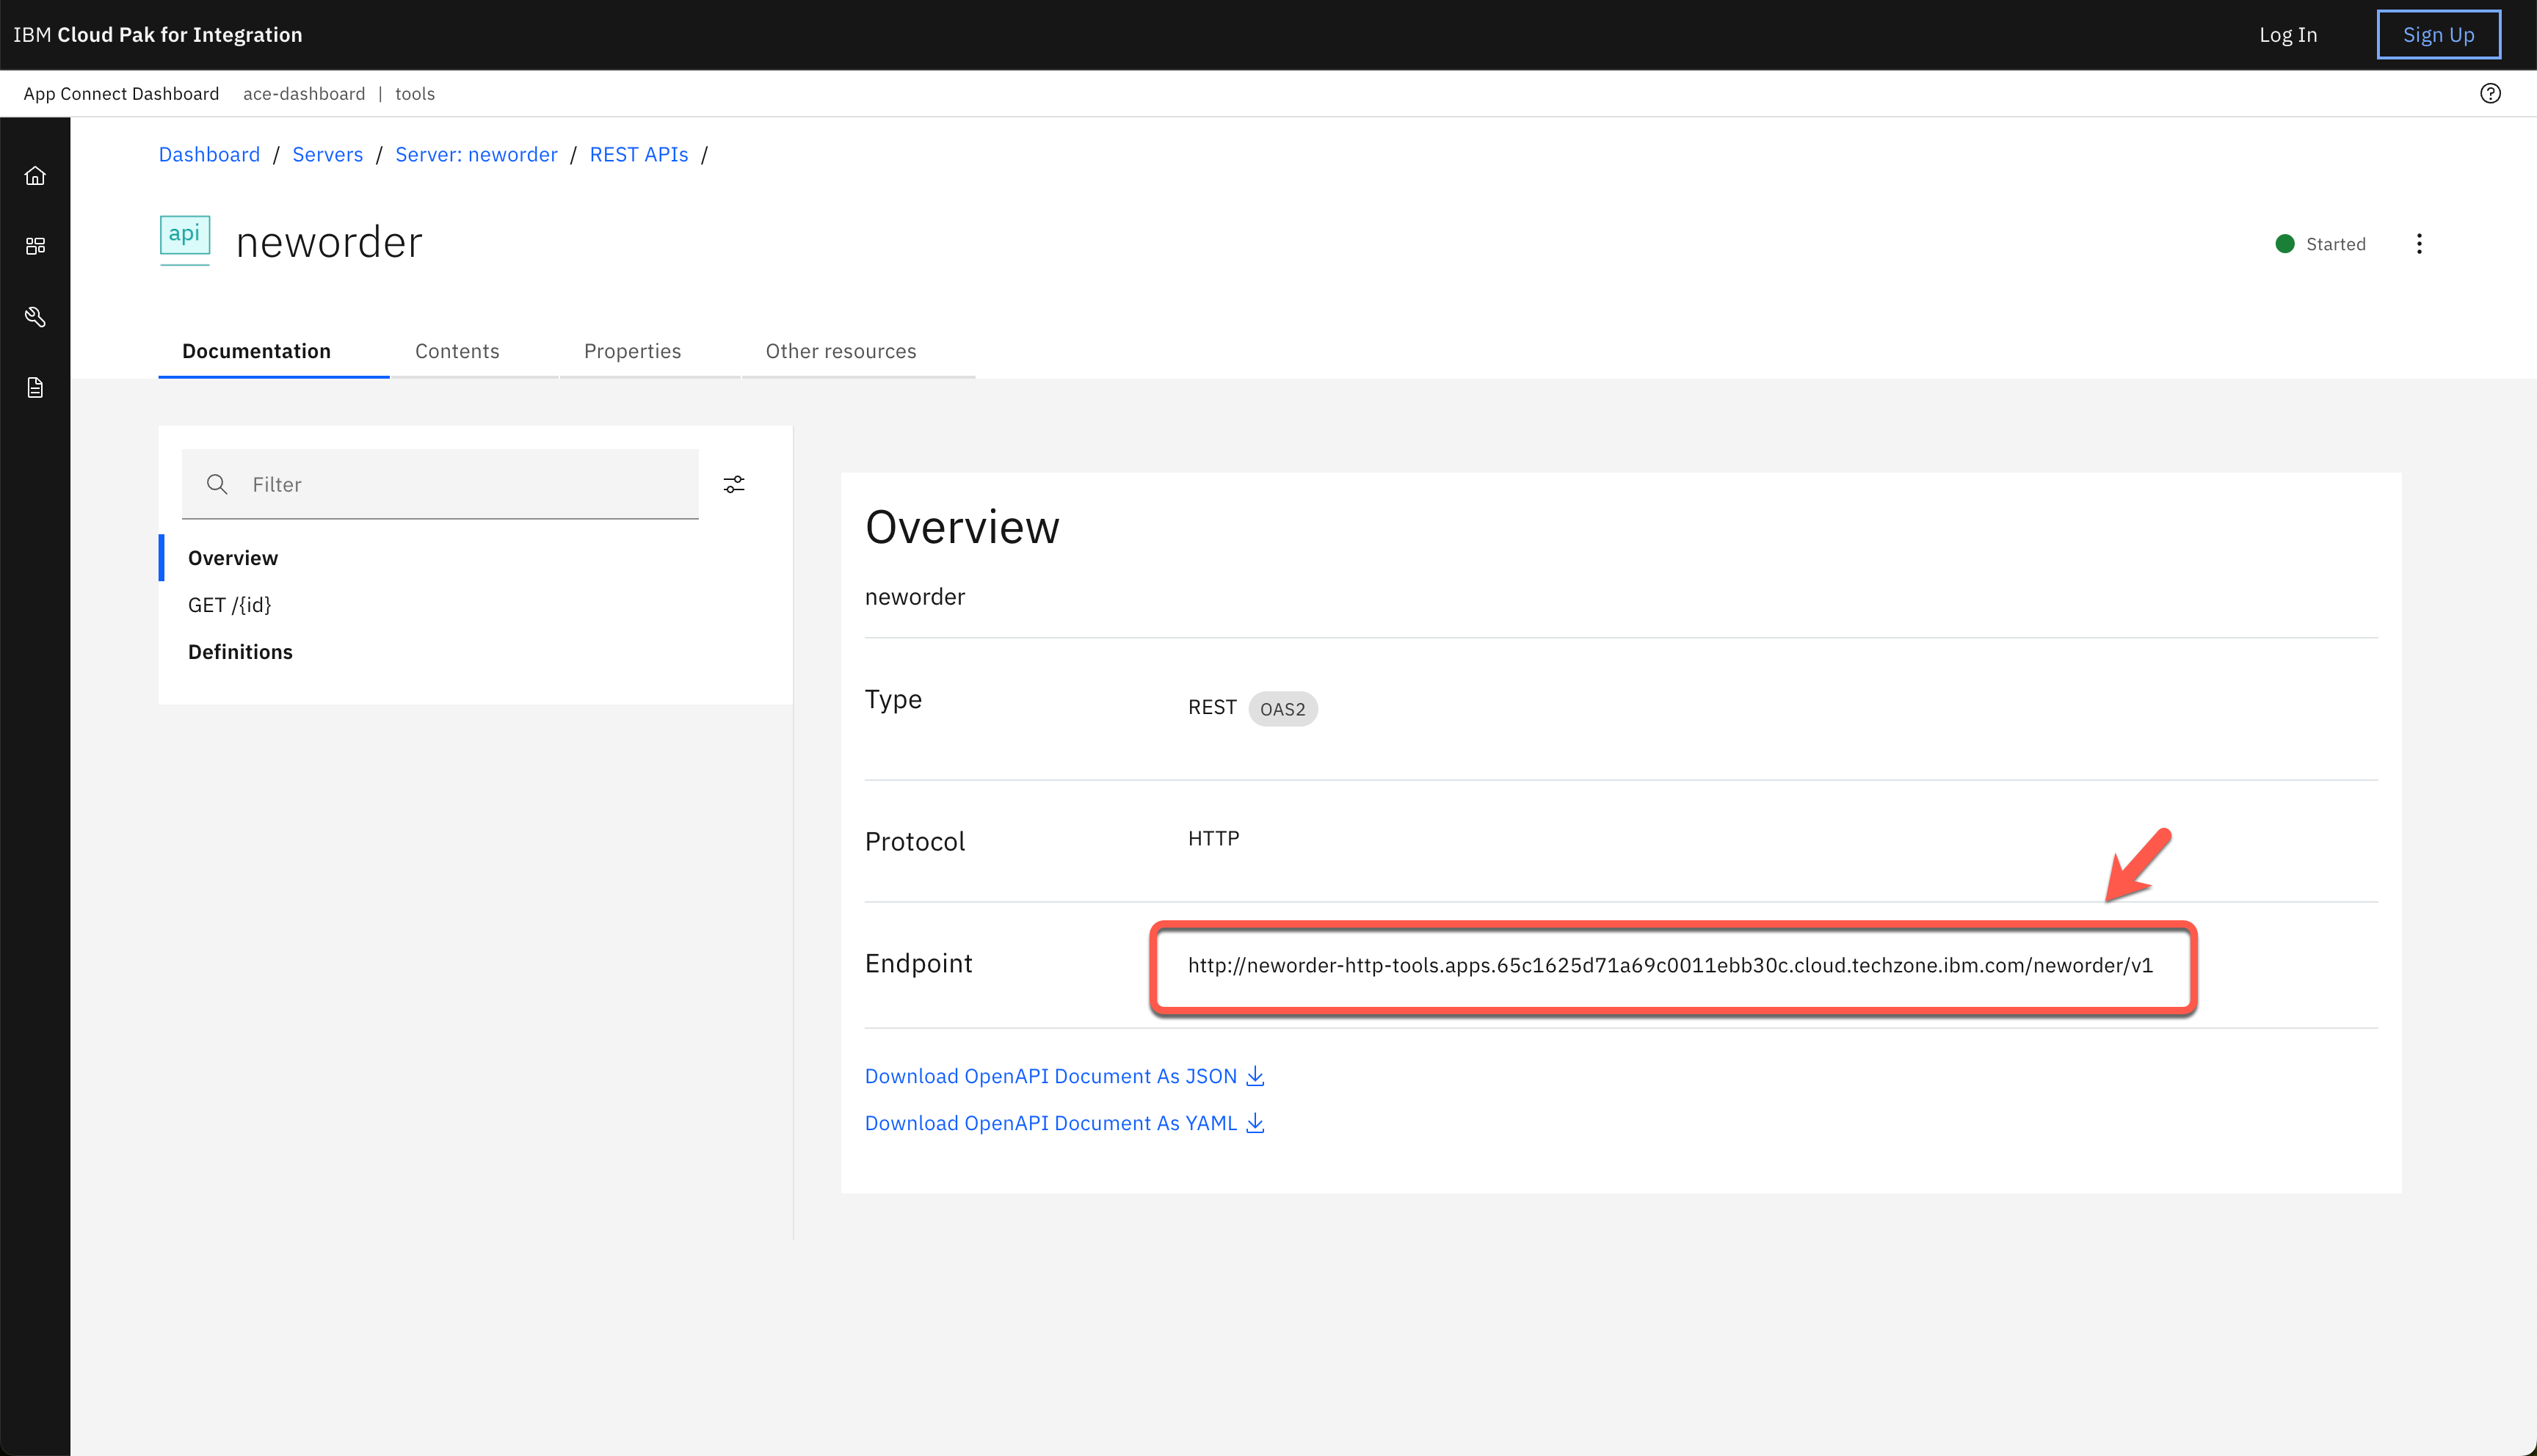 IBM Cloud Pak for Integration
Log In
Sign Up
App Connect Dashboard ace-dashboard | tools
Dashboard / Servers / Server: neworder / REST APIs /
api
neworder
Started
Documentation
Contents
Properties
Other resources
Filter
Overview
GET /{id}
Definitions
Overview
neworder
Type
REST OAS2
Protocol
HTTP
Endpoint
http://neworder-http-tools.apps.65c1625d71a69c0011ebb30c.cloud.techzone.ibm.com/neworder/v1
Download OpenAPI Document As JSON
Download OpenAPI Document As YAML